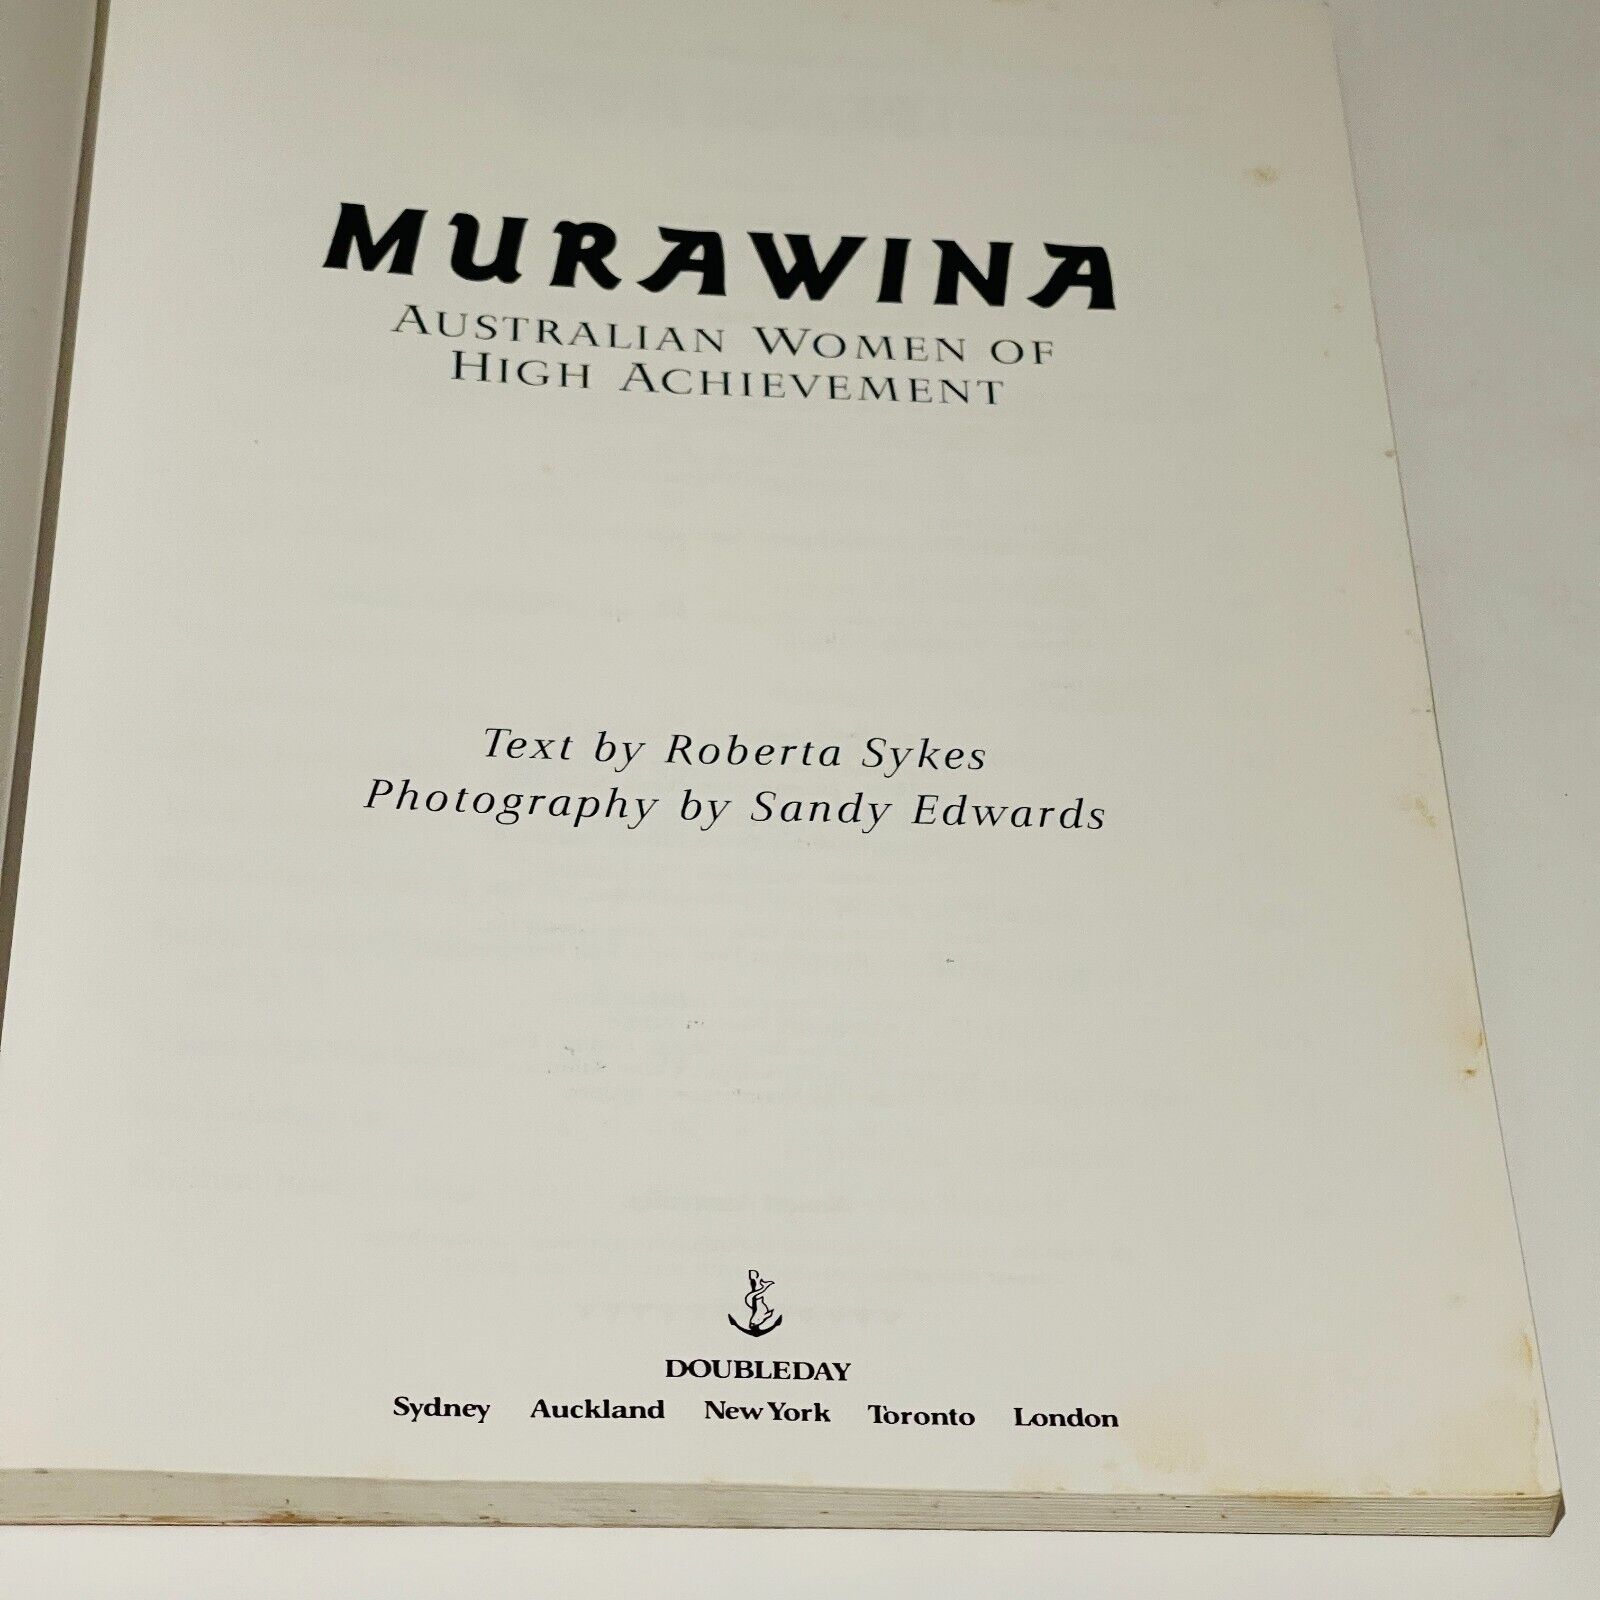 MURAWINA
AUSTRALIAN WOMEN OF
HIGH ACHIEVEMENT
Text by Roberta Sykes
Photography by Sandy Edwards
DOUBLEDAY
Sydney Auckland New York Toronto London